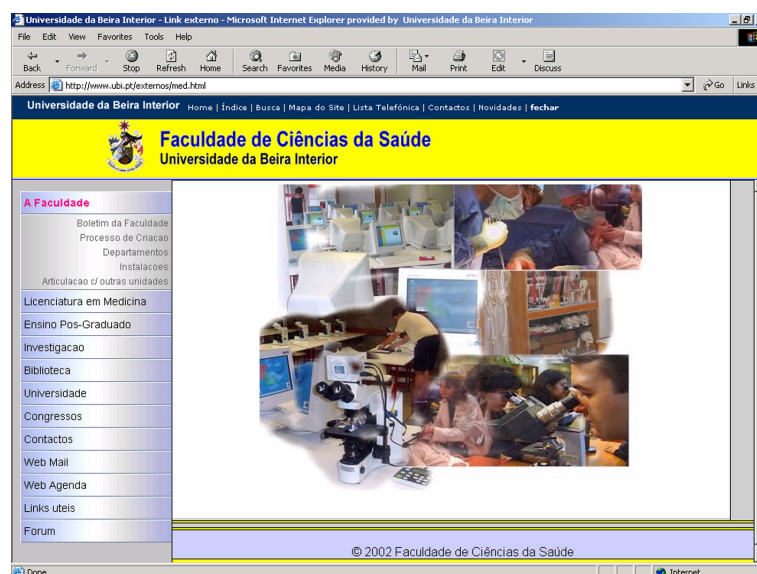 Universidade da Beira Interior - Link externo - Microsoft Internet Explorer provided by Universidade da Beira Interior
File Edit View Favorites Tools Help
Back Forward Stop Refresh Home Search Favorites Media History Mail Print Edit Discuss
Address http://www.ubi.pt/externos/med.html Go Links
Universidade da Beira Interior Home | Índice | Busca | Mapa do Site | Lista Telefónica | Contactos | Novidades | fechar
Faculdade de Ciências da Saúde
Universidade da Beira Interior
A Faculdade
Boletim da Faculdade
Processo de Criacao
Departamentos
Instalacoes
Articulacao c/ outras unidades
Licenciatura em Medicina
Ensino Pos-Graduado
Investigacao
Biblioteca
Universidade
Congressos
Contactos
Web Mail
Web Agenda
Links uteis
Forum
© 2002 Faculdade de Ciências da Saúde
Done Internet